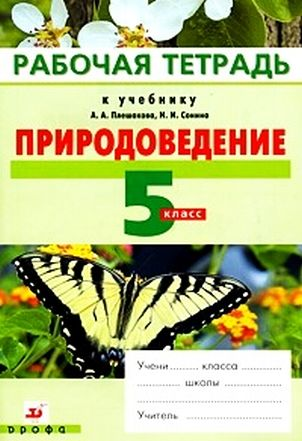 РАБОЧАЯ ТЕТРАДЬ
к учебнику
А. А. Плешакова, Н. И. Сонина
ПРИРОДОВЕДЕНИЕ
5
класс
Учени.......... класса..............
................ школы..............
Учитель..............................
дрофа